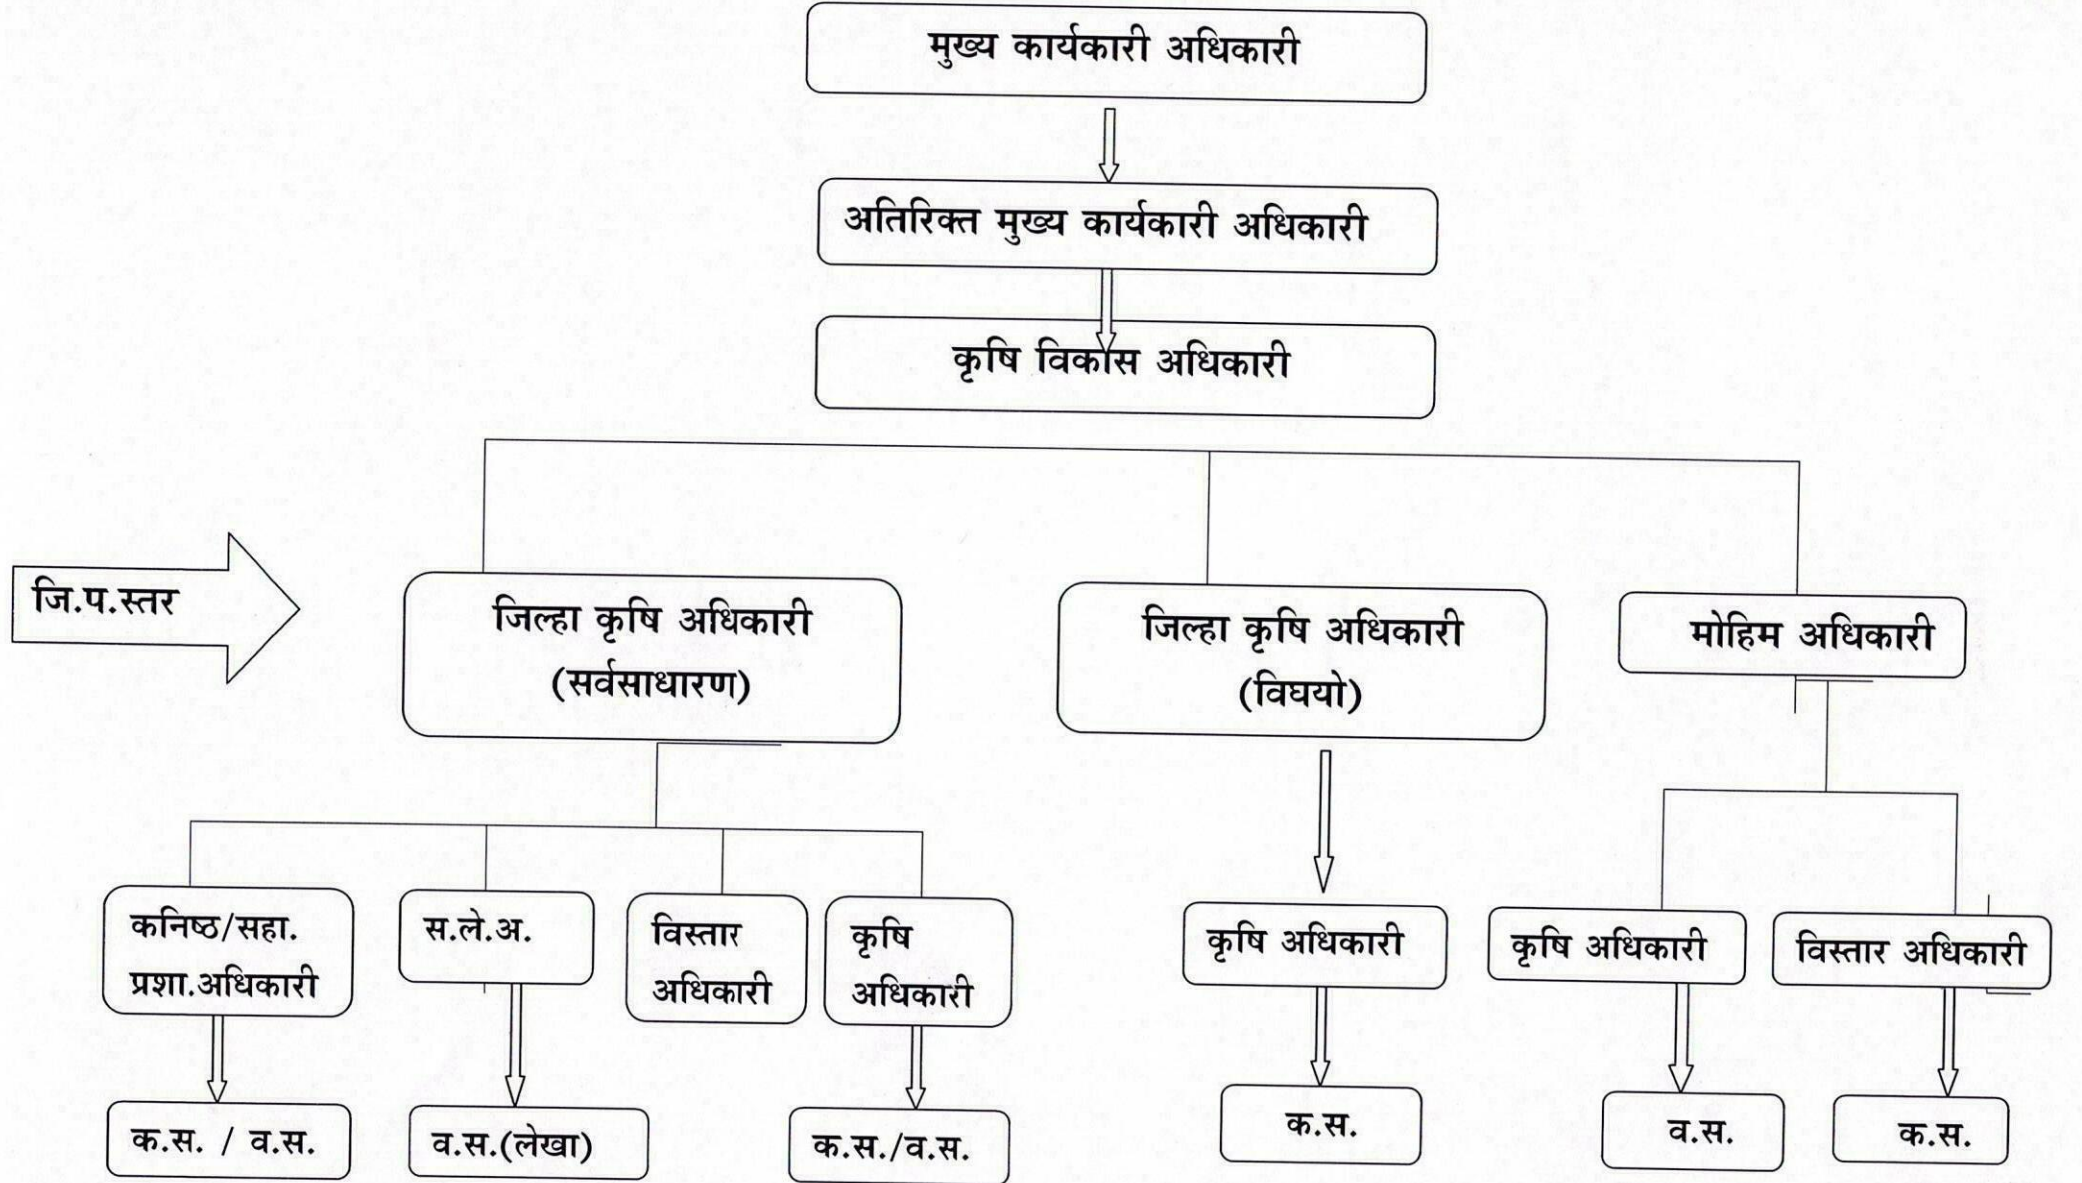 मुख्य कार्यकारी अधिकारी
अतिरिक्त मुख्य कार्यकारी अधिकारी
कृषि विकास अधिकारी
जि.प.स्तर
जिल्हा कृषि अधिकारी
(सर्वसाधारण)
जिल्हा कृषि अधिकारी
(विघयो)
मोहिम अधिकारी
कनिष्ठ/सहा.
प्रशा.अधिकारी
स.ले.अ.
विस्तार
अधिकारी
कृषि
अधिकारी
कृषि अधिकारी
कृषि अधिकारी
विस्तार अधिकारी
क.स. / व.स.
व.स.(लेखा)
क.स./व.स.
क.स.
व.स.
क.स.